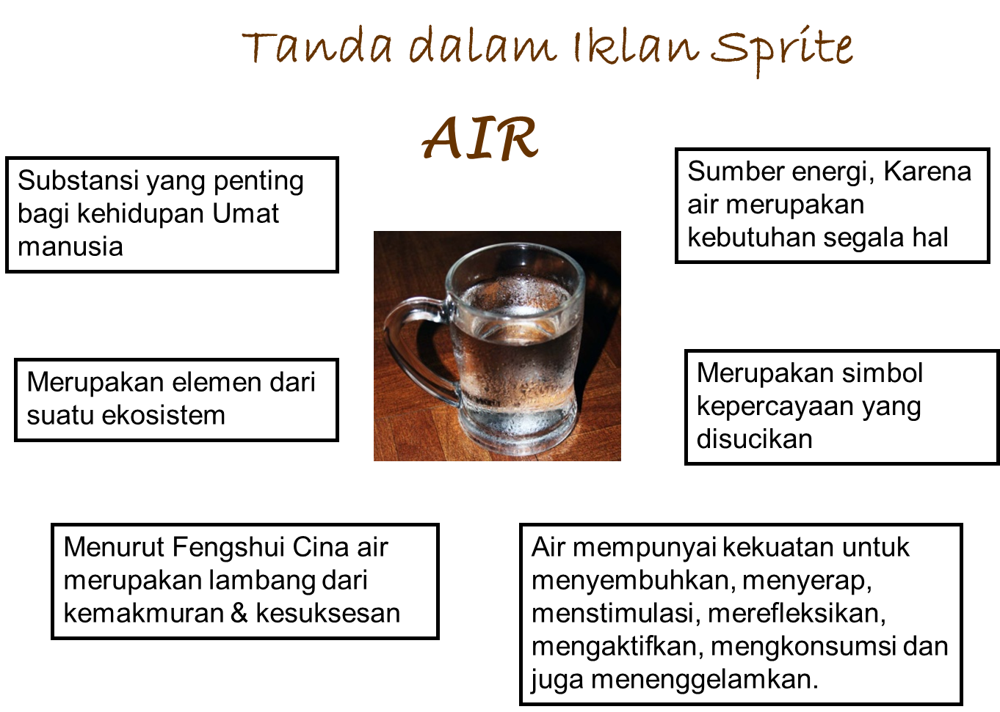 Tanda dalam Iklan Sprite
AIR
Substansi yang penting
bagi kehidupan Umat
manusia
Sumber energi, Karena
air merupakan
kebutuhan segala hal
Merupakan elemen dari
suatu ekosistem
Merupakan simbol
kepercayaan yang
disucikan
Menurut Fengshui Cina air
merupakan lambang dari
kemakmuran & kesuksesan
Air mempunyai kekuatan untuk
menyembuhkan, menyerap,
menstimulasi, merefleksikan,
mengaktifkan, mengkonsumsi dan
juga menenggelamkan.